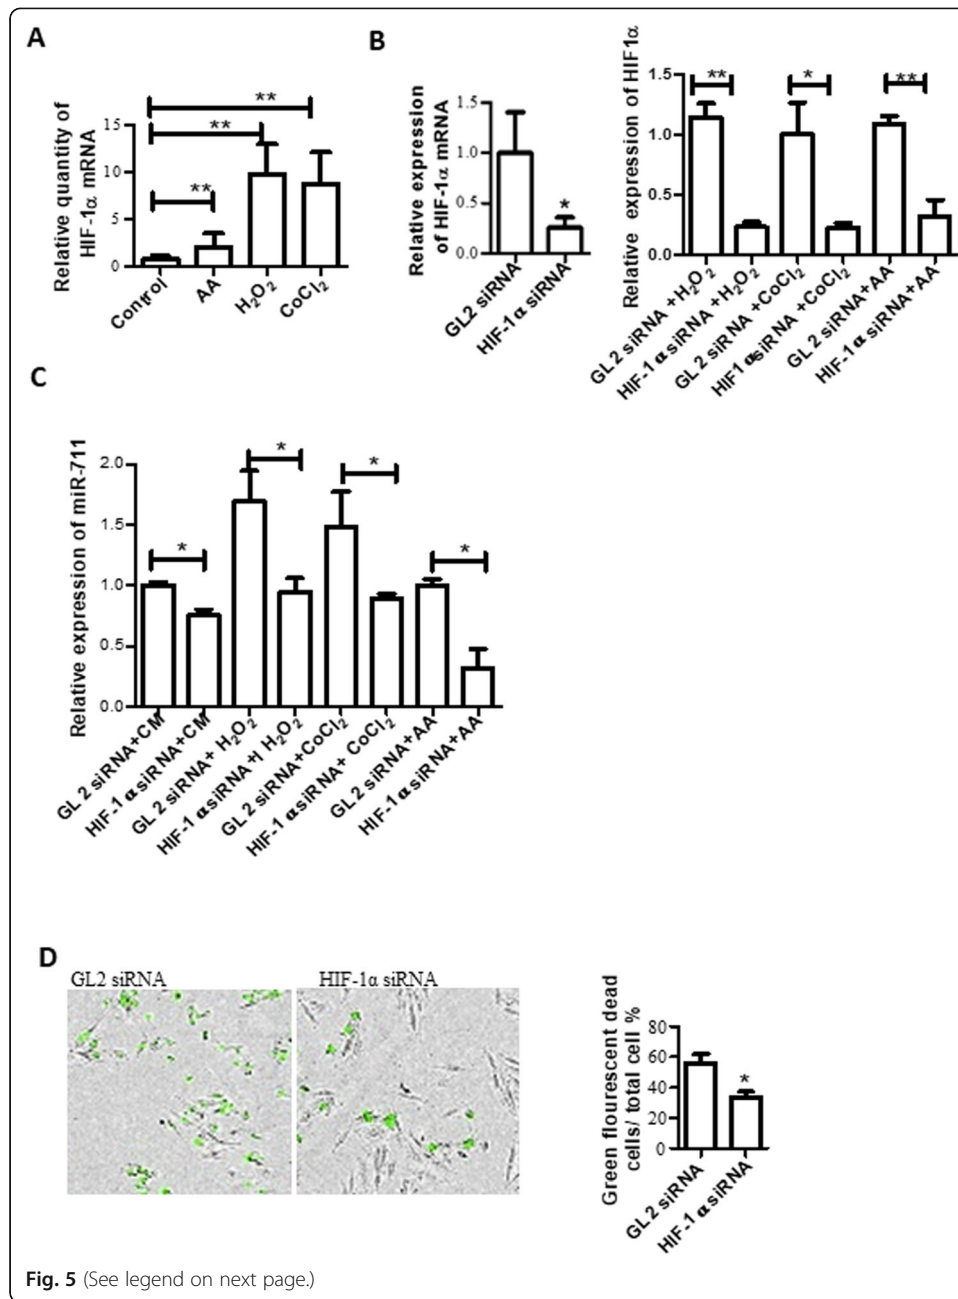 A
Relative quantity of
HIF-1α mRNA
15
10
5
0
**
**
**
Control
AA
H₂O₂
CoCl₂
B
Relative expression
of HIF-1α mRNA
1.5
1.0
0.5
0.0
*
GL2 siRNA
HIF-1α siRNA
Relative expression of HIF1α
1.5
1.0
0.5
0.0
**
*
**
GL2 siRNA+H₂O₂
HIF-1α siRNA+H₂O₂
GL2 siRNA +CoCl₂
HIF1αsiRNA+CoCl₂
GL2 siRNA+AA
HIF-1α siRNA+AA
C
Relative expression of miR-711
2.0
1.5
1.0
0.5
0.0
*
*
*
*
GL2 siRNA+CM
HIF-1α siRNA+CM
GL2 siRNA+ H₂O₂
HIF-1α siRNA+H₂O₂
GL2 siRNA+CoCl₂
HIF-1α siRNA+ CoCl₂
GL2 siRNA+AA
HIF-1α siRNA+AA
D
GL2 siRNA
HIF-1α siRNA
Green flourescent dead
cells/ total cell %
80
60
40
20
0
*
GL2 siRNA
HIF-1α siRNA
Fig. 5 (See legend on next page.)